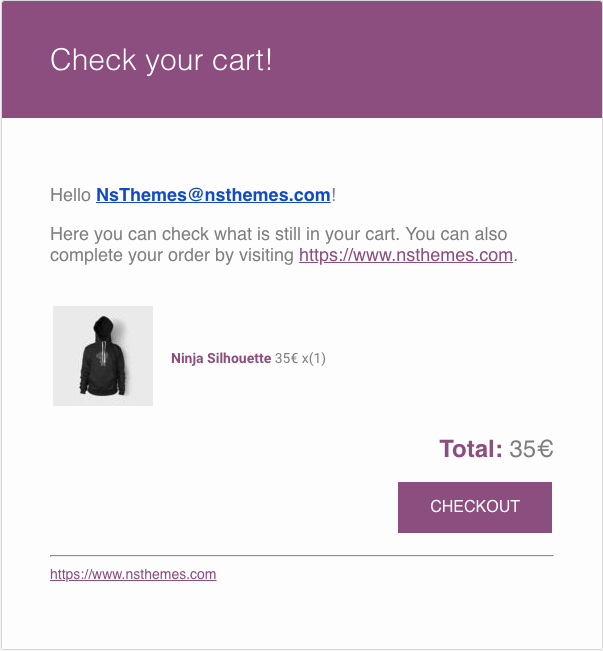 Check your cart!
Hello NsThemes@nsthemes.com!
Here you can check what is still in your cart. You can also
complete your order by visiting https://www.nsthemes.com.
Ninja Silhouette 35€ x(1)
Total: 35€
CHECKOUT
https://www.nsthemes.com